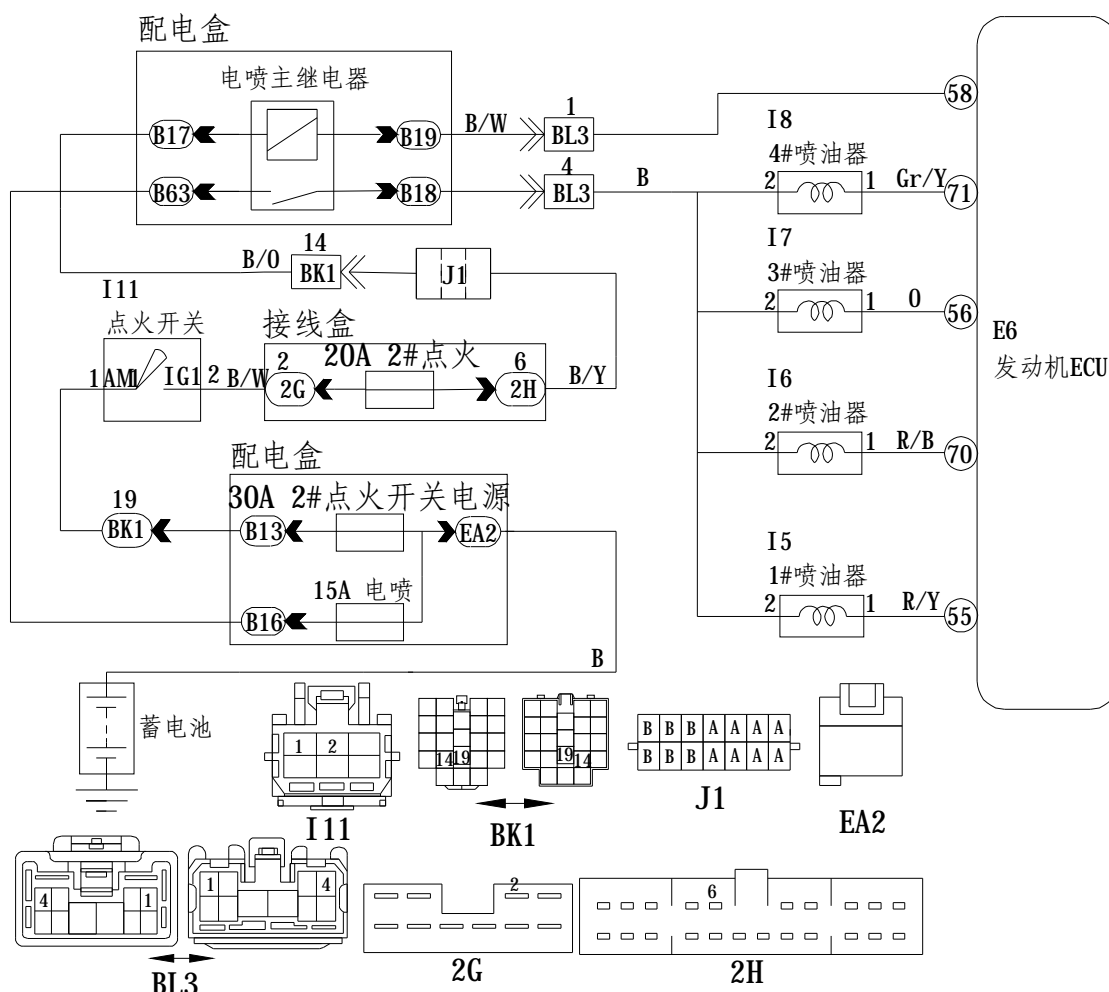 配电盒
电喷主继电器
B17
B19
B/W
1
BL3
58
B63
B18
4
BL3
B
I8
4#喷油器
2
1
Gr/Y
71
B/O
14
BK1
J1
I7
3#喷油器
2
1
O
56
I11
点火开关
1
AM1
IG1
2
B/W
接线盒
2
2G
20A 2#点火
6
2H
B/Y
E6
发动机ECU
I6
2#喷油器
2
1
R/B
70
配电盒
30A 2#点火开关电源
19
BK1
B13
EA2
15A 电喷
B16
I5
1#喷油器
2
1
R/Y
55
B
蓄电池
1 2
I11
14 19
19 14
BK1
B B B A A A A
B B B A A A A
J1
EA2
4 1
1 4
BL3
2
2G
6
2H